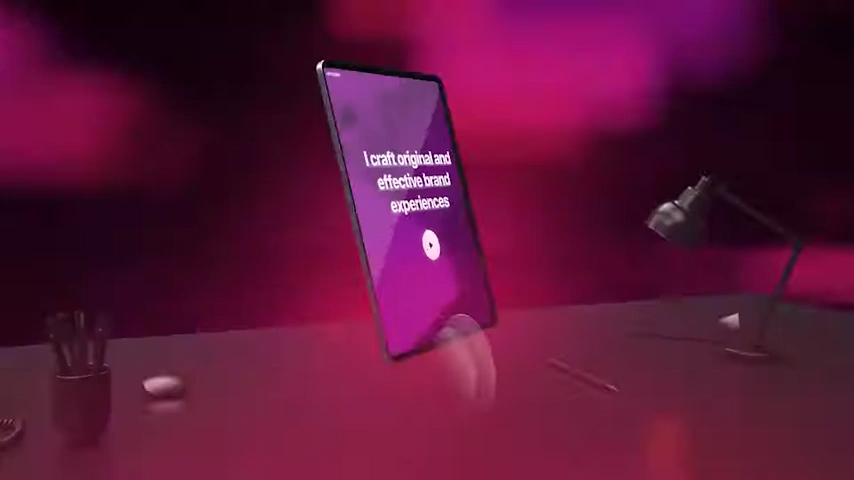 I craft original and
effective brand
experiences